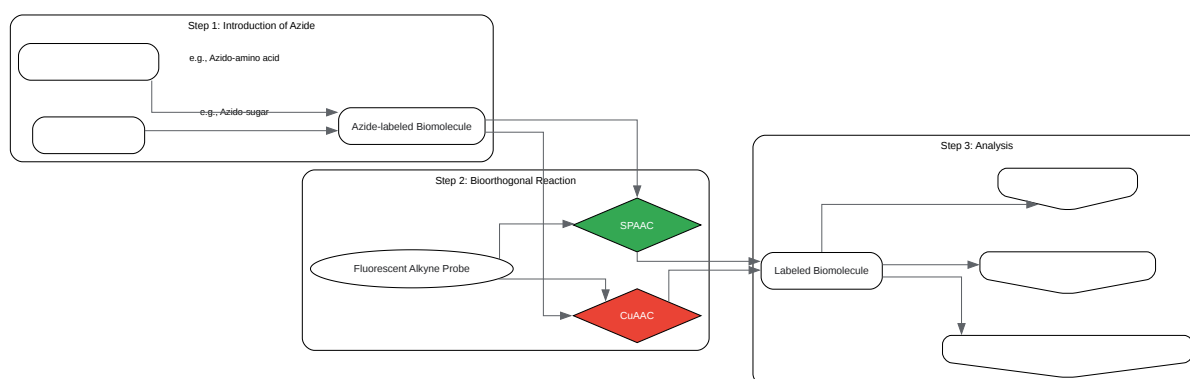 Step 1: Introduction of Azide
e.g., Azido-amino acid
e.g., Azido-sugar
Azide-labeled Biomolecule
Step 2: Bioorthogonal Reaction
SPAAC
Fluorescent Alkyne Probe
CuAAC
Step 3: Analysis
Labeled Biomolecule